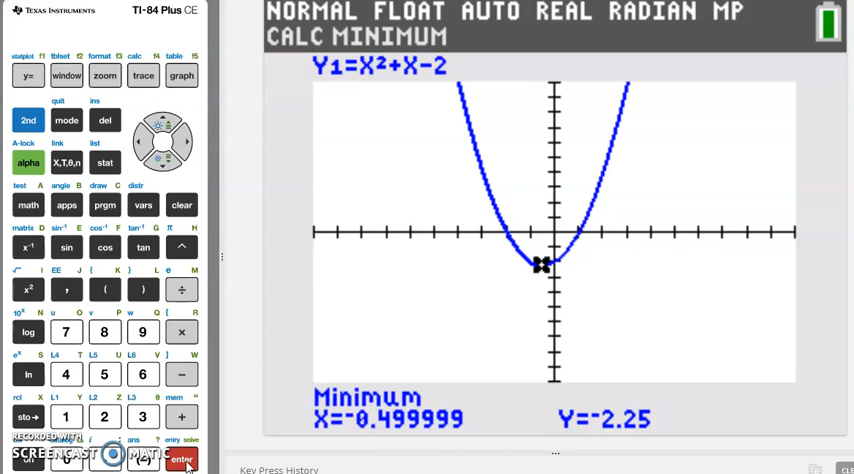 TEXAS INSTRUMENTS TI-84 Plus CE
statplot f1 tblset f2 format f3 calc f4 table f5
y= window zoom trace graph
quit ins
2nd mode del
A-lock link list
alpha X,T,θ,n stat
test A angle B draw C distr
math apps prgm vars clear
matrix D sin⁻¹ E cos⁻¹ F tan⁻¹ G π H
x⁻¹ sin cos tan ^
√ I EE J { K } L e M
x² , ( ) ÷
10ˣ N u O v P w Q [ R
log 7 8 9 ×
eˣ S L4 T L5 U L6 V ] W
ln 4 5 6 −
rcl X L1 Y L2 Z L3 θ mem "
sto→ 1 2 3 +
i : ans ? entry solve
on 0 . (-) enter
RECORDED WITH
SCREENCAST MATIC
NORMAL FLOAT AUTO REAL RADIAN MP
CALC MINIMUM
Y1=X²+X-2
Minimum
X=-0.499999 Y=-2.25
Key Press History
CLE